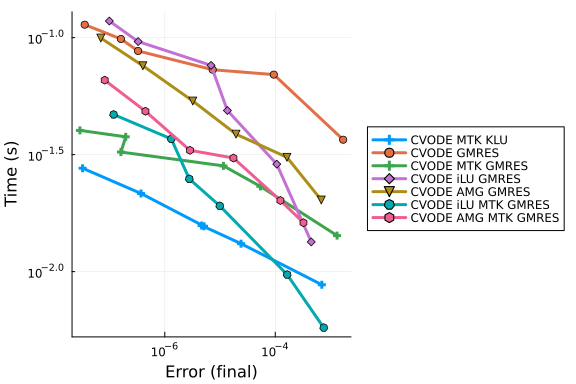 10^-1.0
10^-1.5
10^-2.0
Time (s)
10^-6
10^-4
Error (final)
CVODE MTK KLU
CVODE GMRES
CVODE MTK GMRES
CVODE iLU GMRES
CVODE AMG GMRES
CVODE iLU MTK GMRES
CVODE AMG MTK GMRES